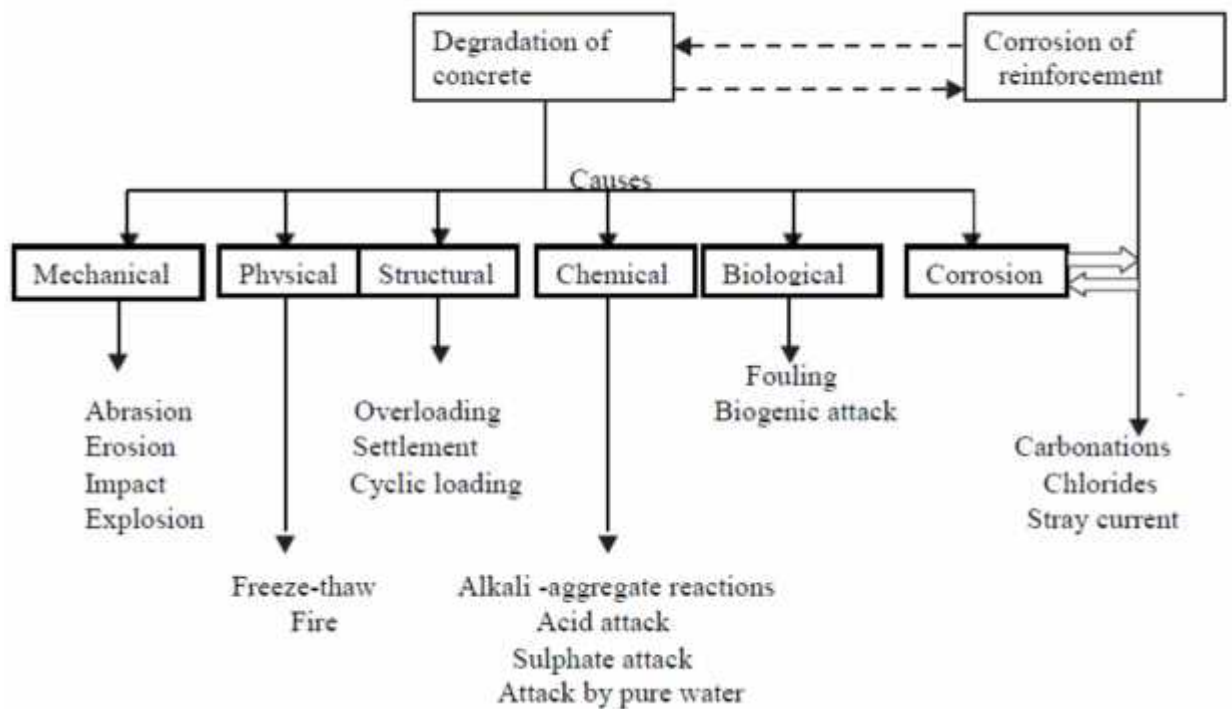 Degradation of
concrete
Corrosion of
reinforcement
Causes
Mechanical
Physical
Structural
Chemical
Biological
Corrosion
Abrasion
Erosion
Impact
Explosion
Freeze-thaw
Fire
Overloading
Settlement
Cyclic loading
Alkali -aggregate reactions
Acid attack
Sulphate attack
Attack by pure water
Fouling
Biogenic attack
Carbonations
Chlorides
Stray current